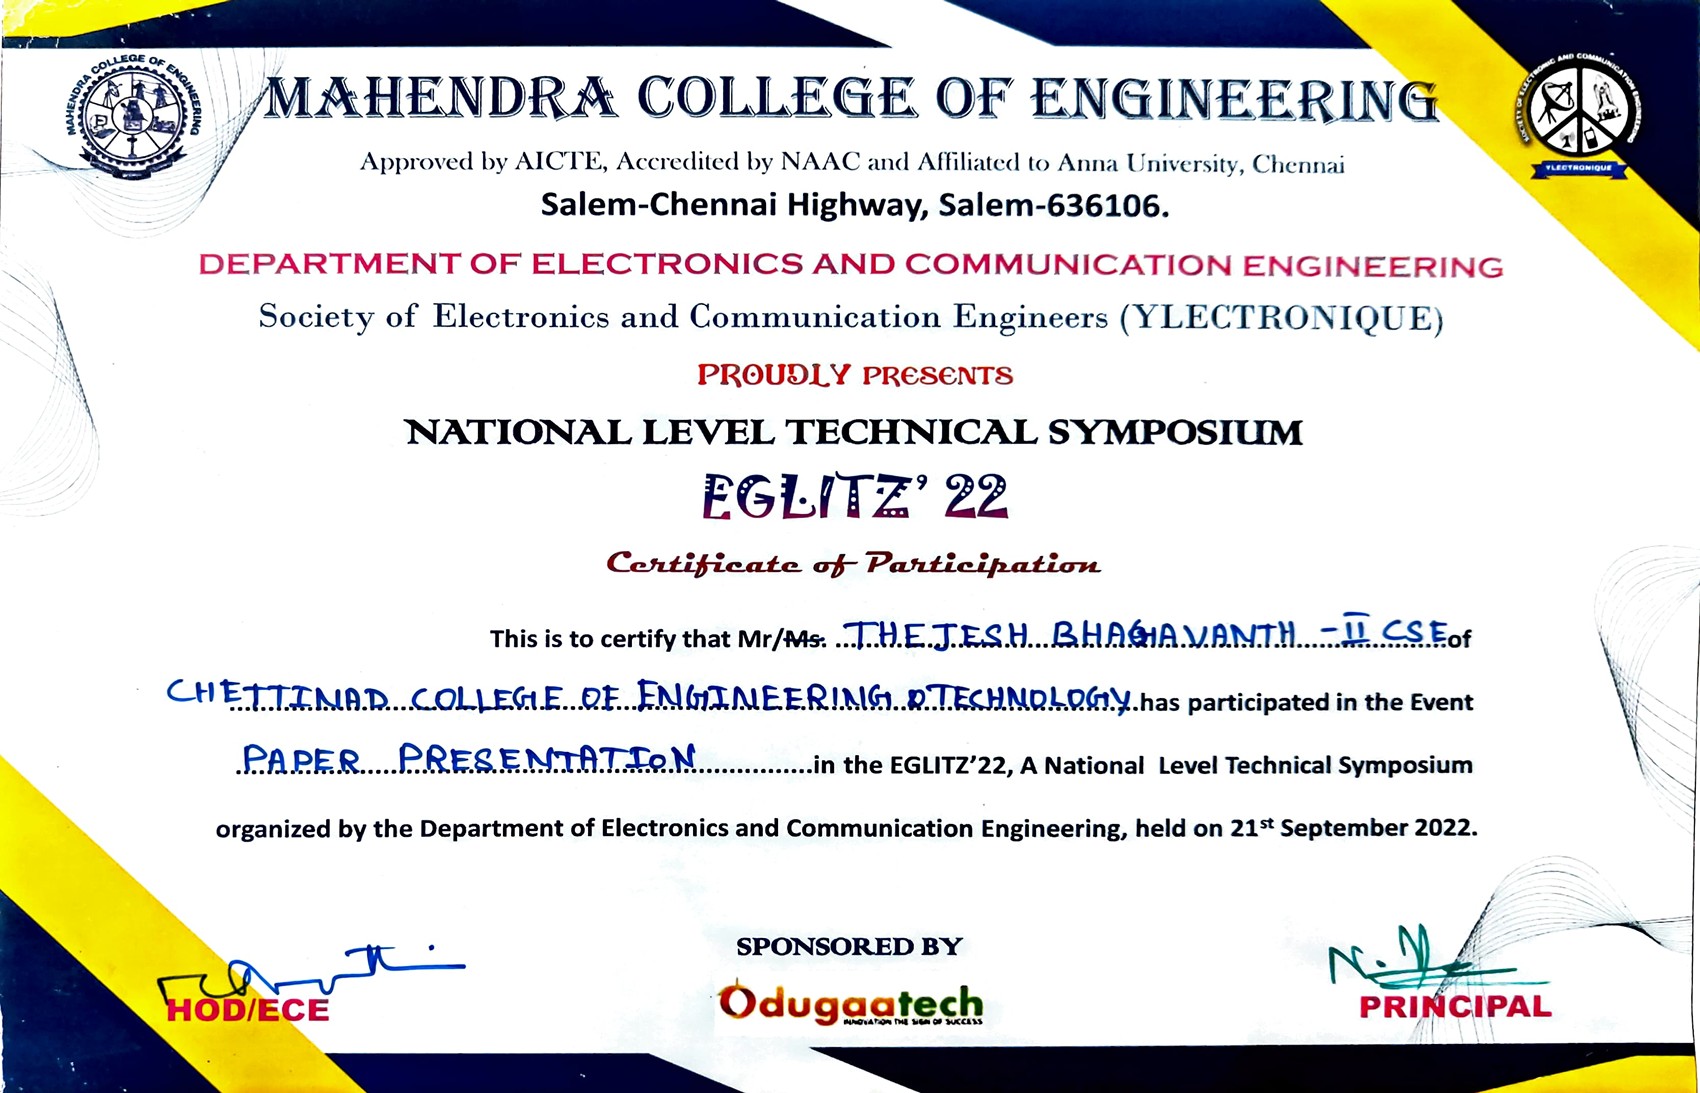 MAHENDRA COLLEGE OF ENGINEERING
MAHENDRA COLLEGE OF ENGINEERING
SOCIETY OF ELECTRONIC AND COMMUNICATION ENGINEERS
YLECTRONIQUE
Approved by AICTE, Accredited by NAAC and Affiliated to Anna University, Chennai
Salem-Chennai Highway, Salem-636106.
DEPARTMENT OF ELECTRONICS AND COMMUNICATION ENGINEERING
Society of Electronics and Communication Engineers (YLECTRONIQUE)
PROUDLY PRESENTS
NATIONAL LEVEL TECHNICAL SYMPOSIUM
EGLITZ' 22
Certificate of Participation
This is to certify that Mr/Ms. THEJESH BHAGAVANTH - II CSE of
CHETTINAD COLLEGE OF ENGINEERING & TECHNOLOGY has participated in the Event
PAPER PRESENTATION in the EGLITZ'22, A National Level Technical Symposium
organized by the Department of Electronics and Communication Engineering, held on 21st September 2022.
SPONSORED BY
HOD/ECE
Odugaatech
INNOVATION THE SIGN OF SUCCESS
PRINCIPAL